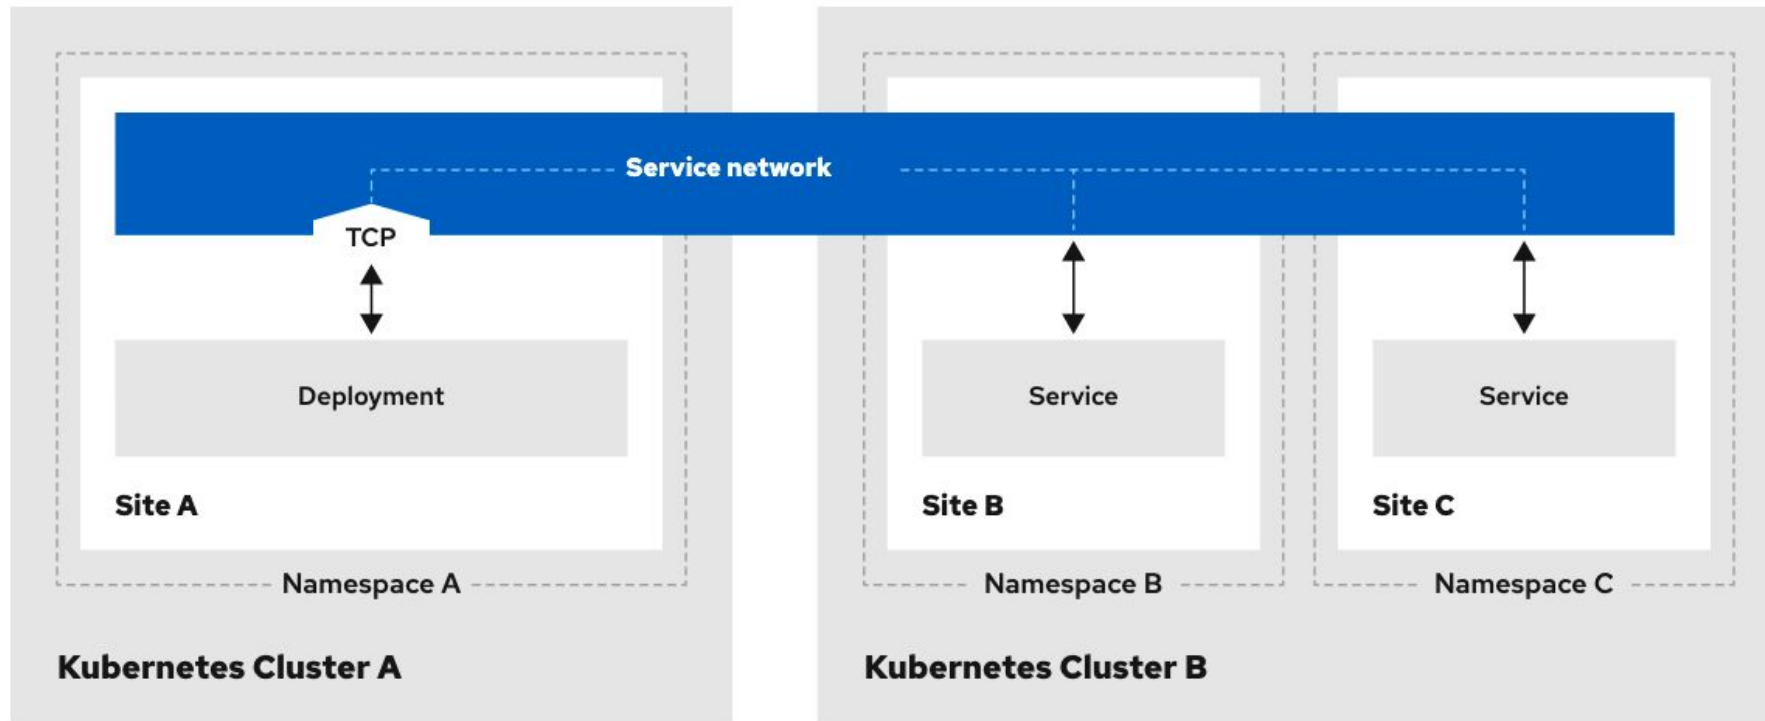 Service network
TCP
Deployment
Service
Service
Site A
Site B
Site C
Namespace A
Namespace B
Namespace C
Kubernetes Cluster A
Kubernetes Cluster B